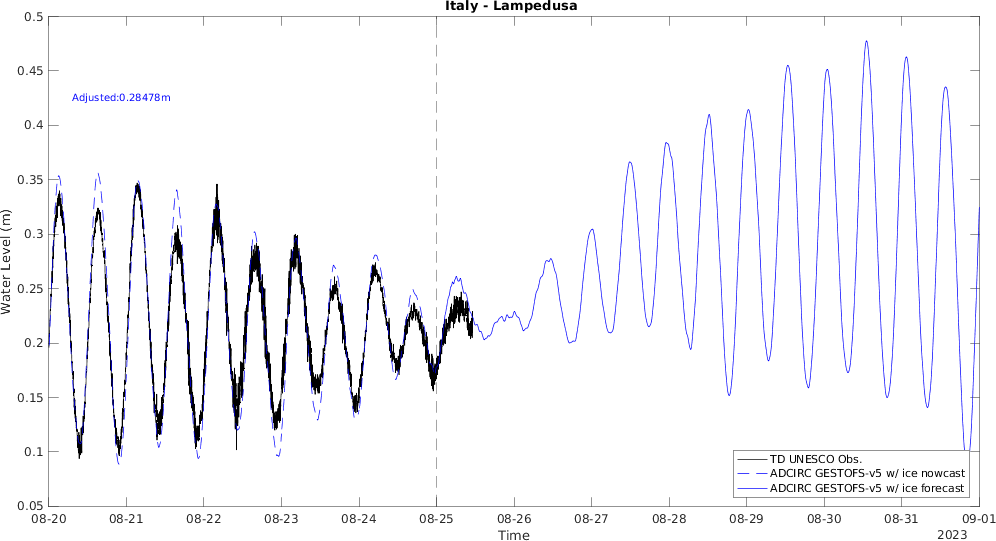 Italy - Lampedusa
0.5
0.45
Adjusted:0.28478m
0.4
0.35
0.3
0.25
0.2
0.15
0.1
0.05
Water Level (m)
TD UNESCO Obs.
ADCIRC GESTOFS-v5 w/ ice nowcast
ADCIRC GESTOFS-v5 w/ ice forecast
08-20 08-21 08-22 08-23 08-24 08-25 08-26 08-27 08-28 08-29 08-30 08-31 09-01
Time
2023